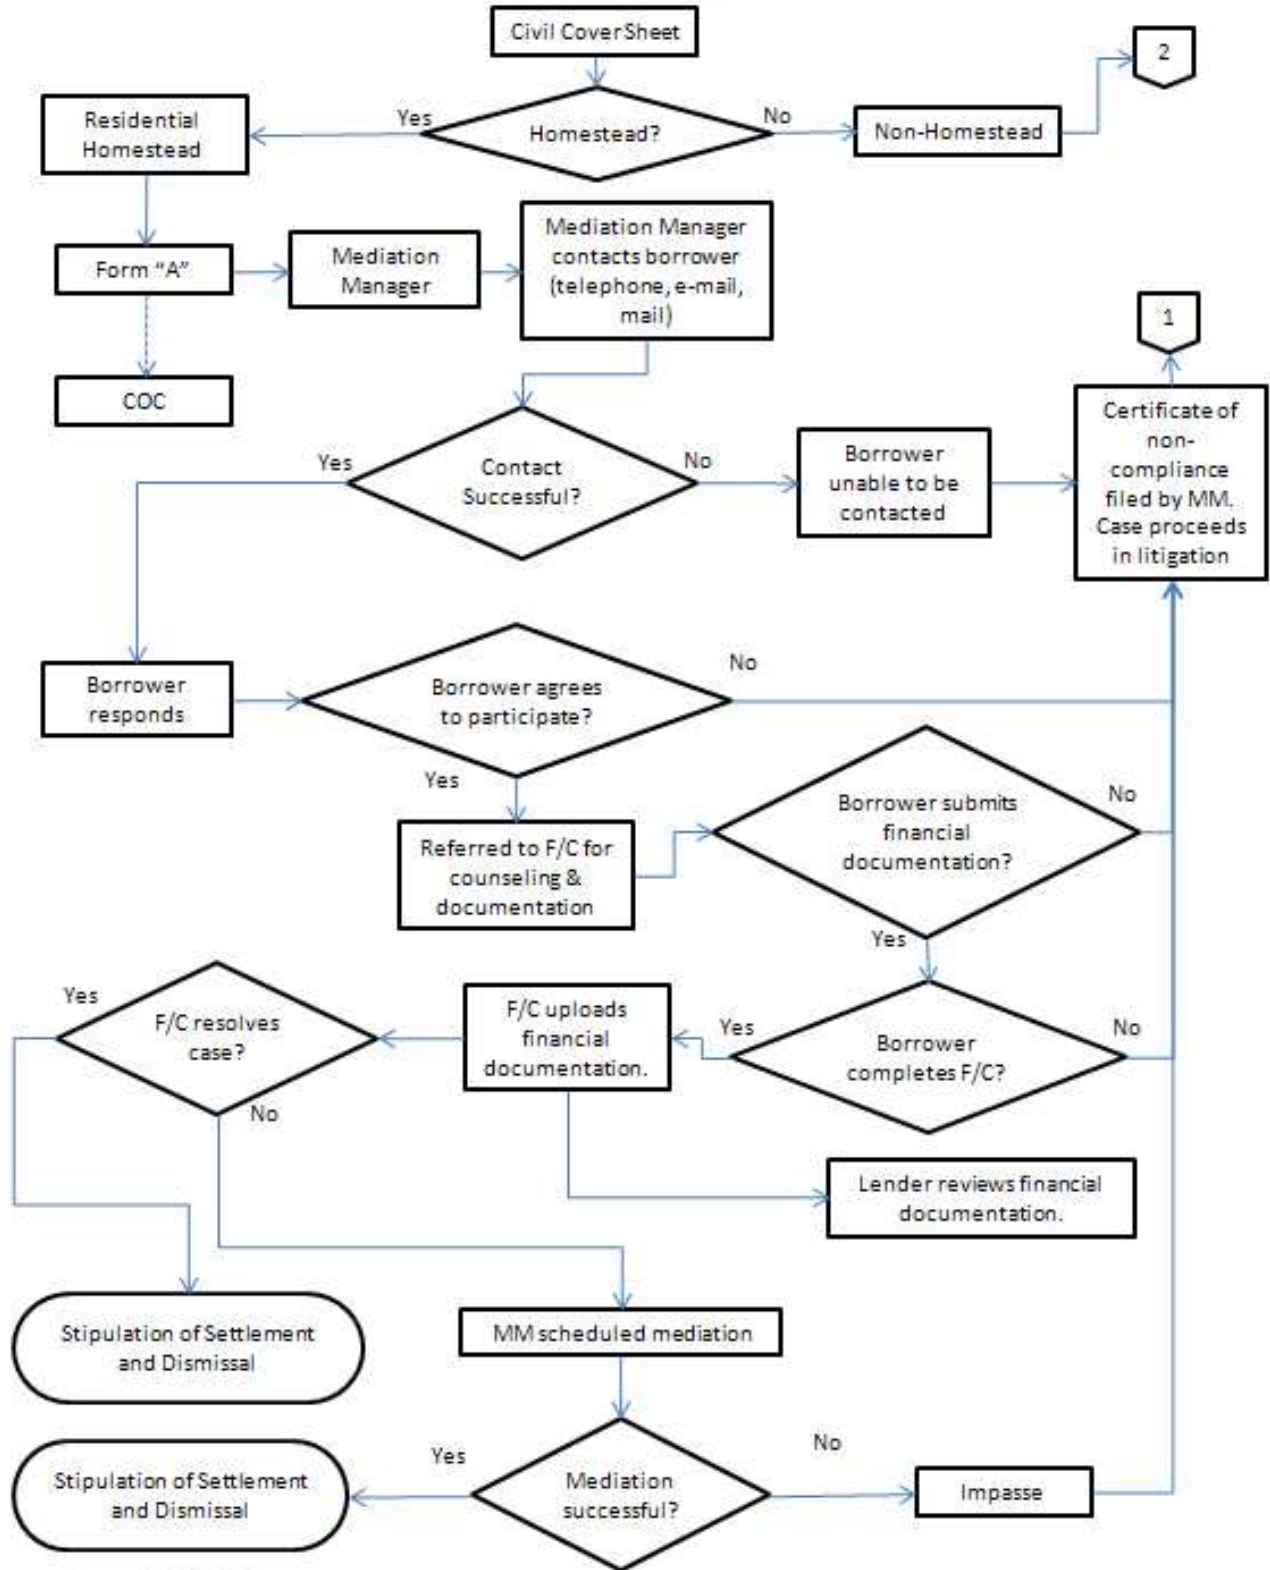 Civil Cover Sheet
2
Yes
Homestead?
No
Residential
Homestead
Non-Homestead
Mediation Manager
contacts borrower
(telephone, e-mail,
mail)
Form “A”
Mediation
Manager
1
COC
Certificate of
non-
compliance
filed by MM.
Case proceeds
in litigation
Yes
Contact
Successful?
No
Borrower
unable to be
contacted
Borrower
responds
Borrower agrees
to participate?
No
Yes
Referred to F/C for
counseling &
documentation
Borrower submits
financial
documentation?
No
Yes
Yes
F/C resolves
case?
No
F/C uploads
financial
documentation.
Yes
Borrower
completes F/C?
No
Lender reviews financial
documentation.
Stipulation of Settlement
and Dismissal
MM scheduled mediation
Stipulation of Settlement
and Dismissal
Yes
Mediation
successful?
No
Impasse